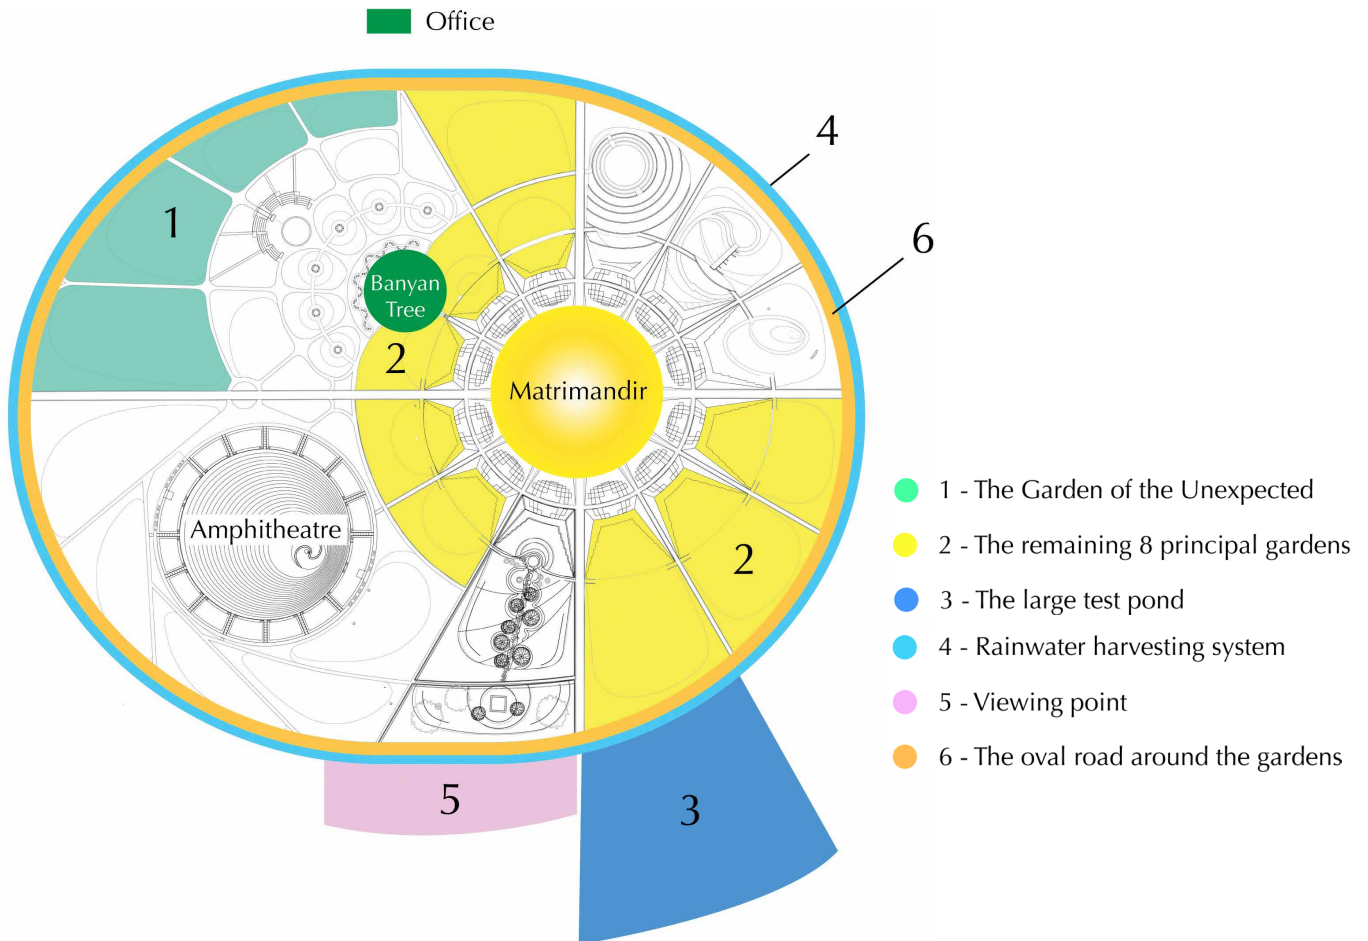 Office
4
1
6
Banyan
Tree
2
Matrimandir
Amphitheatre
2
5
3
1 - The Garden of the Unexpected
2 - The remaining 8 principal gardens
3 - The large test pond
4 - Rainwater harvesting system
5 - Viewing point
6 - The oval road around the gardens